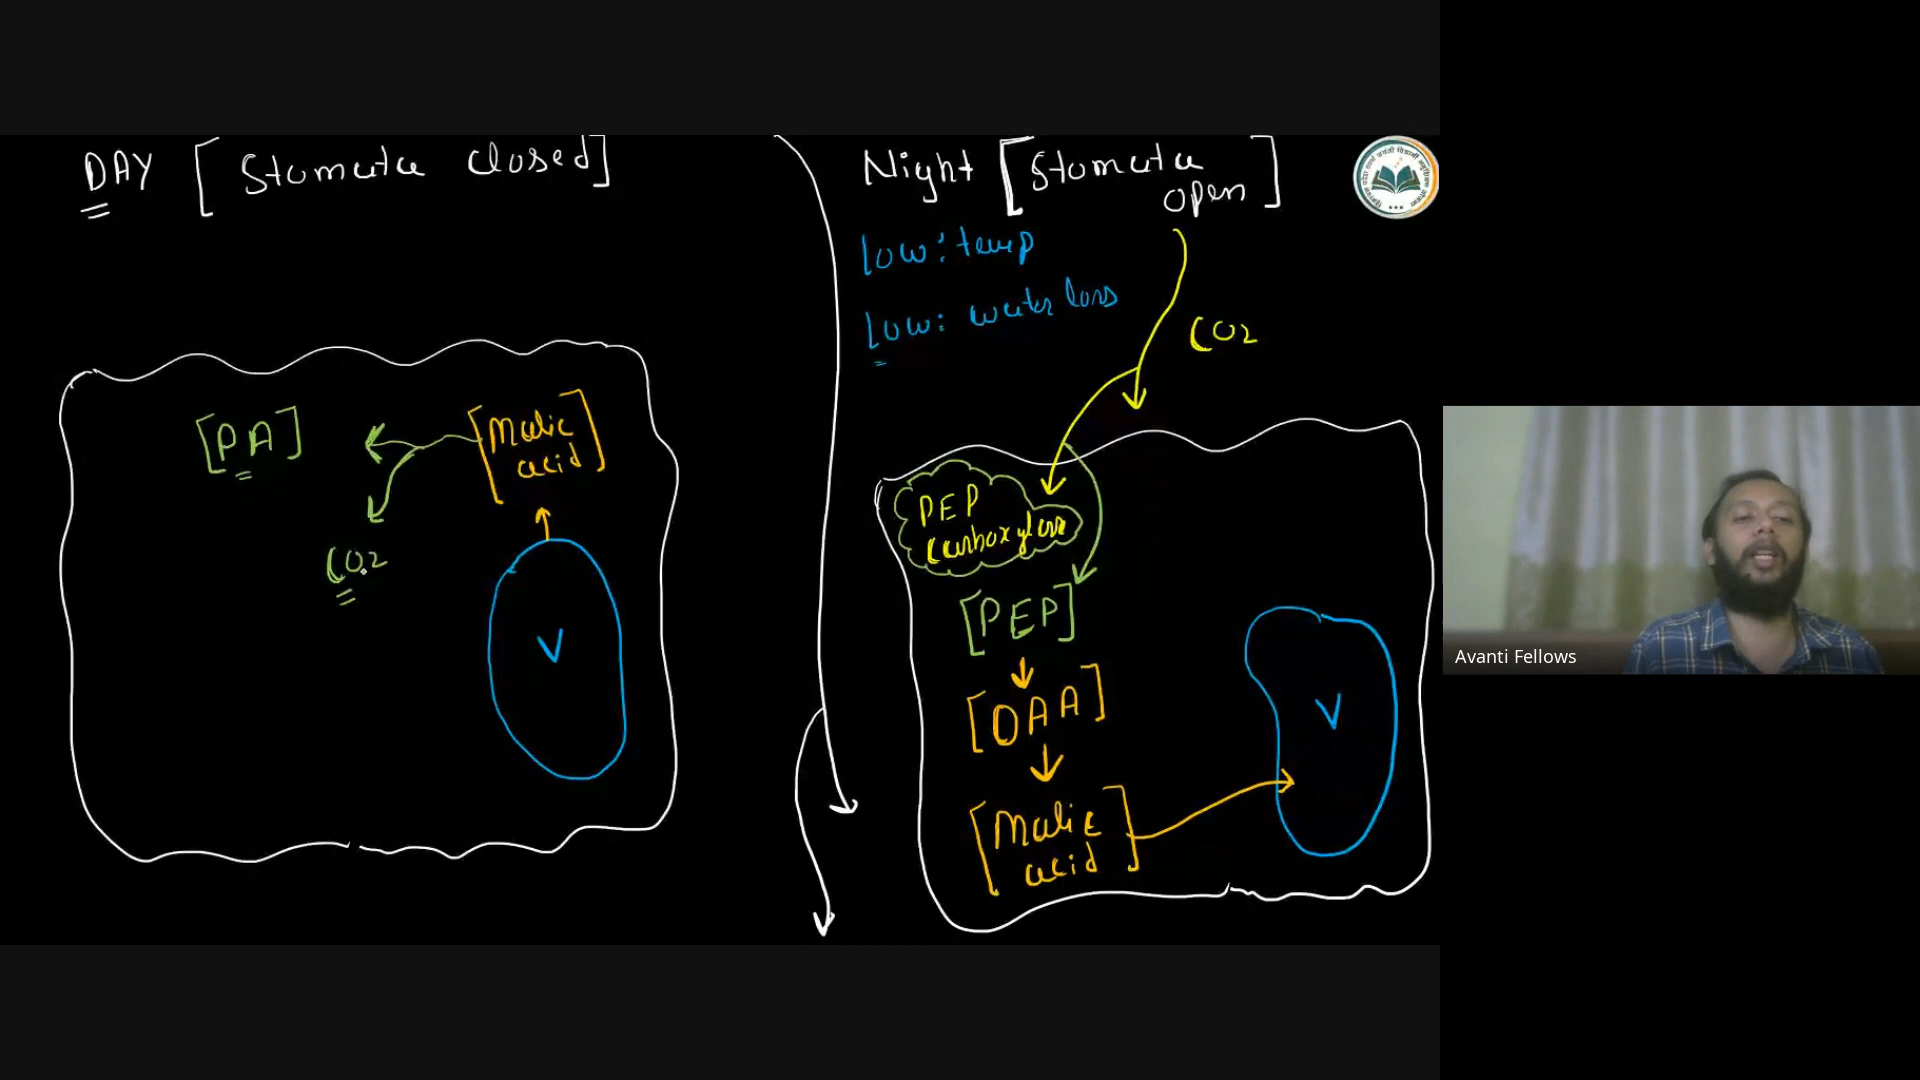 DAY [Stomata closed]
[PA]
[Malic
acid]
CO2
V
Night [Stomata
open]
Low: temp
Low: water loss
CO2
PEP
Carboxylase
[PEP]
[OAA]
[Malic
acid]
V
Avanti Fellows